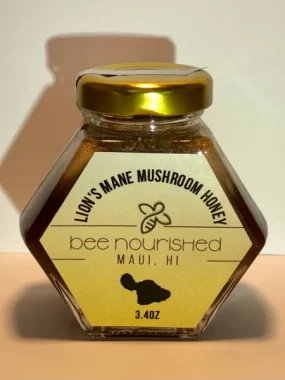 LION'S MANE MUSHROOM HONEY
bee nourished
MAUI, HI
3.4OZ